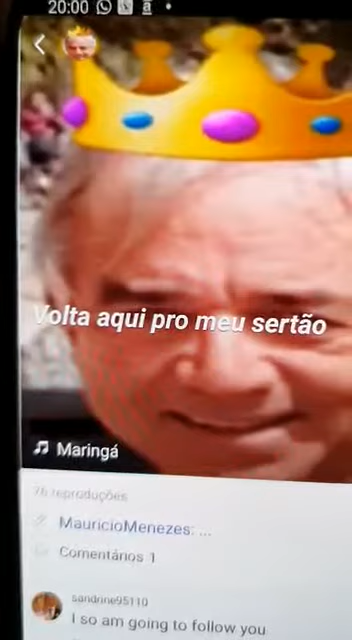 20:00
Volta aqui pro meu sertão
Maringá
76 reproduções
MauricioMenezes: ...
Comentários 1
sandrine95110
I so am going to follow you